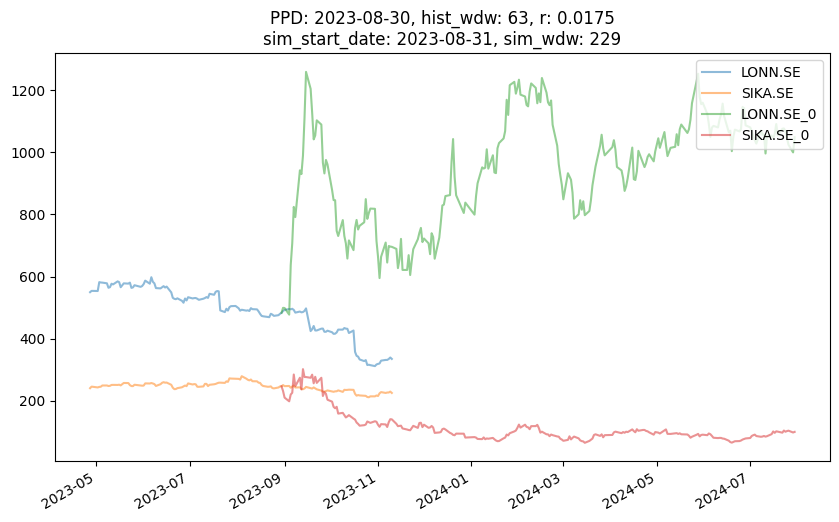 PPD: 2023-08-30, hist_wdw: 63, r: 0.0175
sim_start_date: 2023-08-31, sim_wdw: 229
LONN.SE
SIKA.SE
LONN.SE_0
SIKA.SE_0
1200
1000
800
600
400
200
2023-05
2023-07
2023-09
2023-11
2024-01
2024-03
2024-05
2024-07